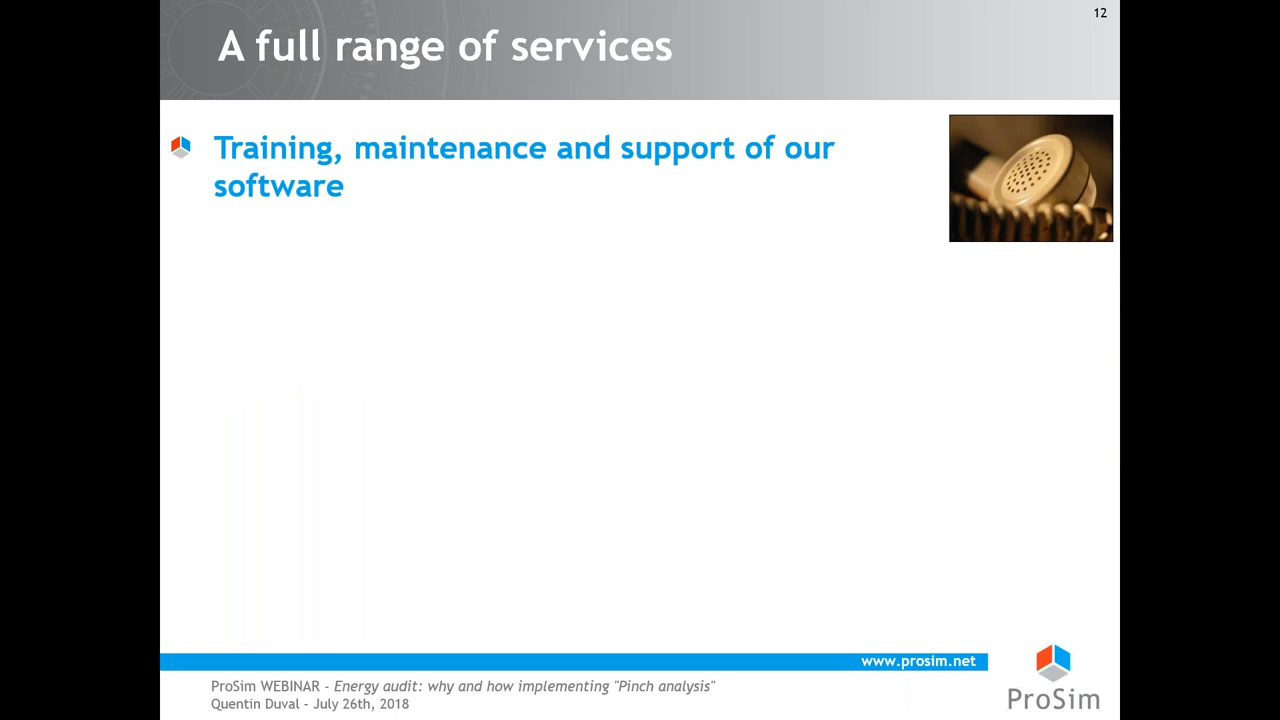 12
A full range of services
Training, maintenance and support of our
software
www.prosim.net
ProSim WEBINAR - Energy audit: why and how implementing "Pinch analysis"
Quentin Duval – July 26th, 2018
ProSim